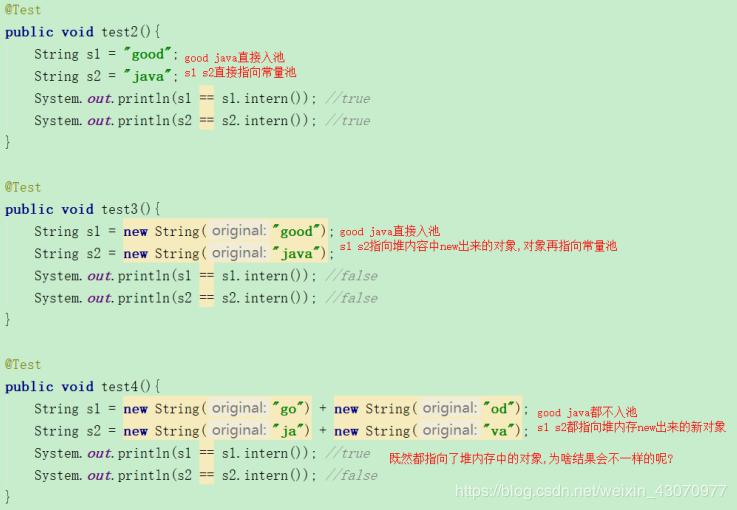 @Test
public void test2(){
String s1 = "good"; good java直接入池
String s2 = "java"; s1 s2直接指向常量池
System.out.println(s1 == s1.intern()); //true
System.out.println(s2 == s2.intern()); //true
}
@Test
public void test3(){
String s1 = new String( original: "good"); good java直接入池
String s2 = new String( original: "java"); s1 s2指向堆内容中new出来的对象,对象再指向常量池
System.out.println(s1 == s1.intern()); //false
System.out.println(s2 == s2.intern()); //false
}
@Test
public void test4(){
String s1 = new String( original: "go") + new String( original: "od"); good java都不入池
String s2 = new String( original: "ja") + new String( original: "va"); s1 s2都指向堆内存new出来的新对象
System.out.println(s1 == s1.intern()); //true 既然都指向了堆内存中的对象,为啥结果会不一样的呢?
System.out.println(s2 == s2.intern()); //false
}
https://blog.csdn.net/weixin_43070977